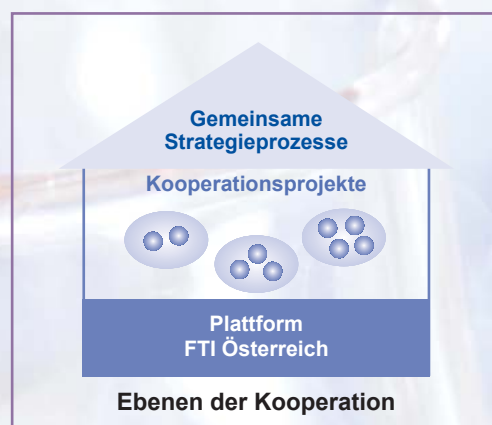 Gemeinsame
Strategieprozesse
Kooperationsprojekte
Plattform
FTI Österreich
Ebenen der Kooperation